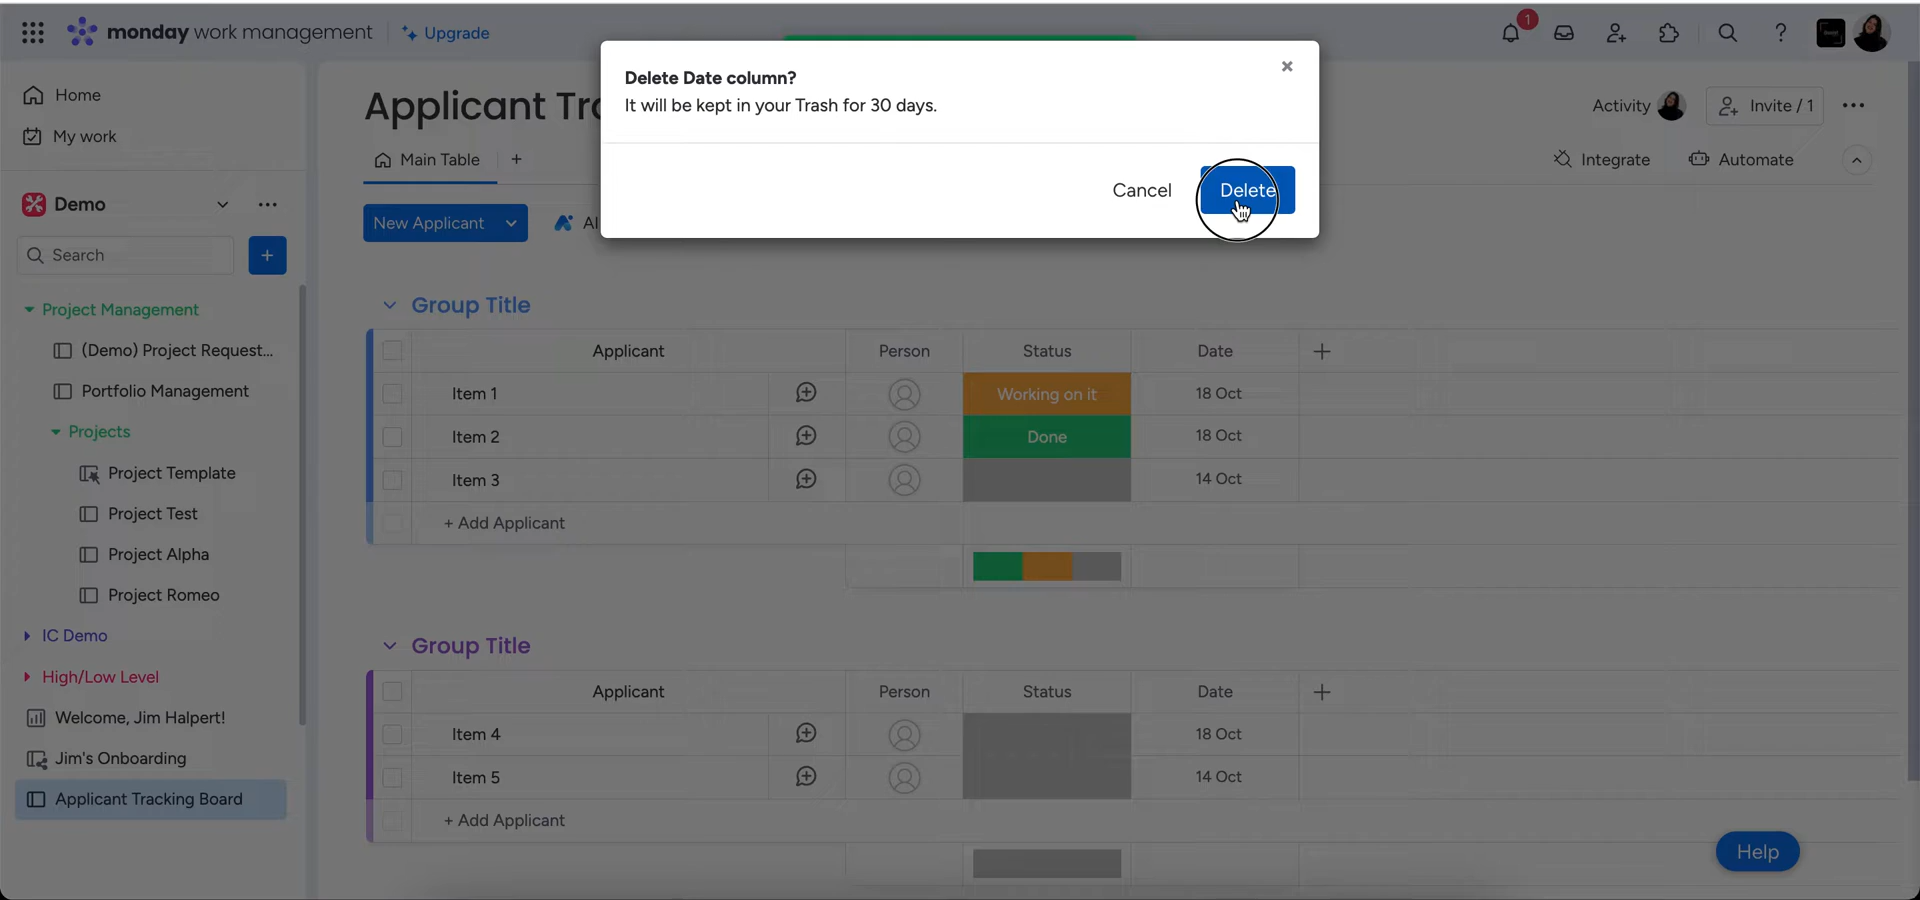 monday work management
Upgrade
1
Home
My work
Demo
Search
+
Project Management
(Demo) Project Request...
Portfolio Management
Projects
Project Template
Project Test
Project Alpha
Project Romeo
IC Demo
High/Low Level
Welcome, Jim Halpert!
Jim's Onboarding
Applicant Tracking Board
Delete Date column?
It will be kept in your Trash for 30 days.
Cancel
Delete
Applicant Tr
Activity
Invite / 1
Main Table +
Integrate
Automate
New Applicant
AI
Group Title
Applicant Person Status Date +
Item 1 Working on it 18 Oct
Item 2 Done 18 Oct
Item 3 14 Oct
+ Add Applicant
Group Title
Applicant Person Status Date +
Item 4 18 Oct
Item 5 14 Oct
+ Add Applicant
Help